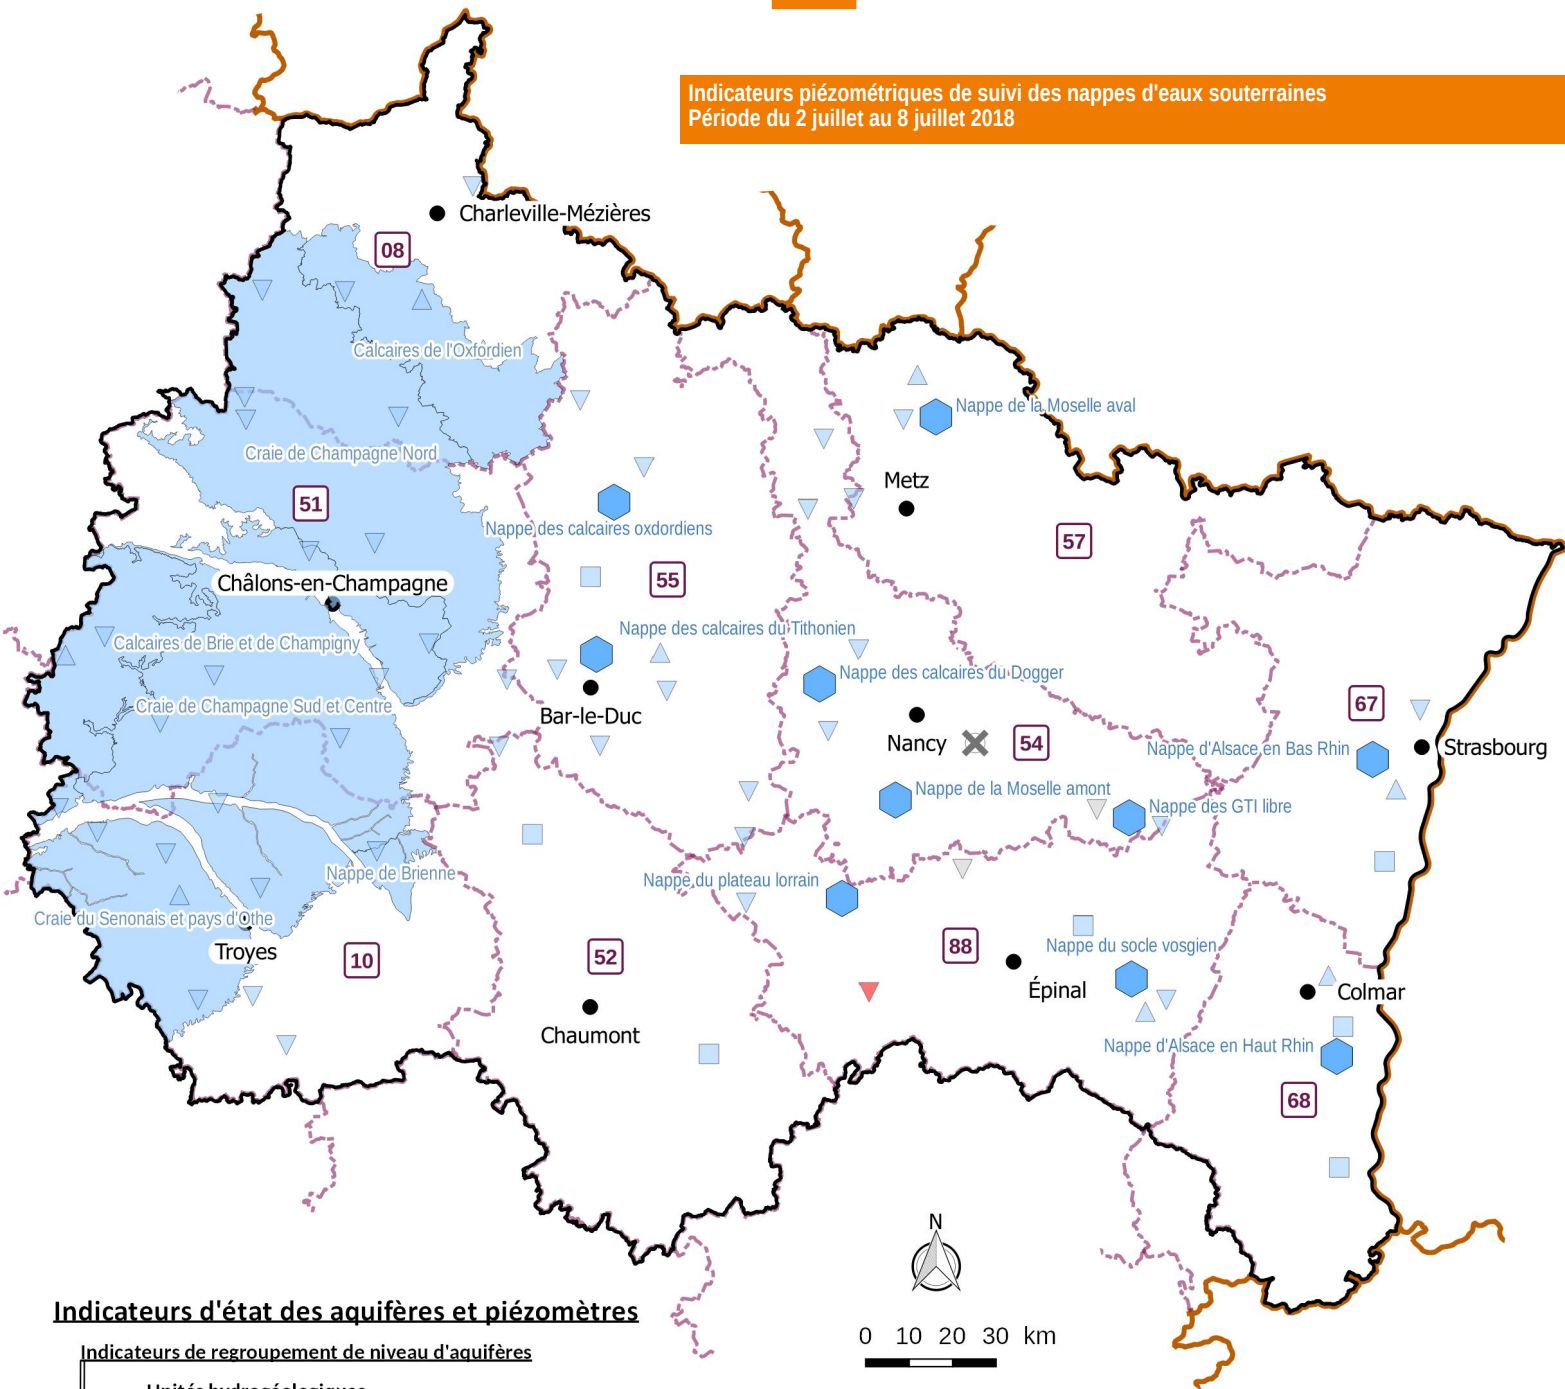 Indicateurs piézométriques de suivi des nappes d'eaux souterraines
Période du 2 juillet au 8 juillet 2018
Charleville-Mézières
08
Calcaires de l'Oxfordien
Nappe de la Moselle aval
Craie de Champagne Nord
Metz
51
Nappe des calcaires oxdordiens
57
55
Châlons-en-Champagne
Nappe des calcaires du Tithonien
Calcaires de Brie et de Champigny
Nappe des calcaires du Dogger
Craie de Champagne Sud et Centre
67
Bar-le-Duc
Nancy
54
Nappe d'Alsace en Bas Rhin
Strasbourg
Nappe de la Moselle amont
Nappe des GTI libre
Nappe de Brienne
Nappe du plateau lorrain
Craie du Senonais et pays d'Othe
Troyes
10
52
88
Nappe du socle vosgien
Épinal
Colmar
Chaumont
Nappe d'Alsace en Haut Rhin
68
N
0 10 20 30 km
Indicateurs d'état des aquifères et piézomètres
Indicateurs de regroupement de niveau d'aquifères
Unités hydrogéologiques